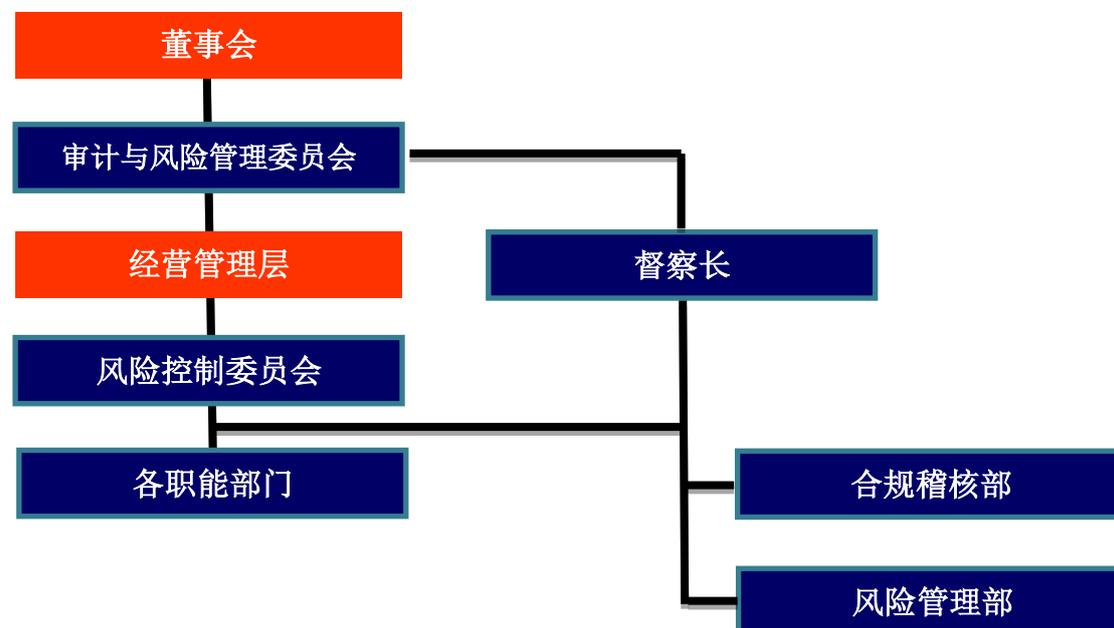 董事会
审计与风险管理委员会
经营管理层
督察长
风险控制委员会
各职能部门
合规稽核部
风险管理部